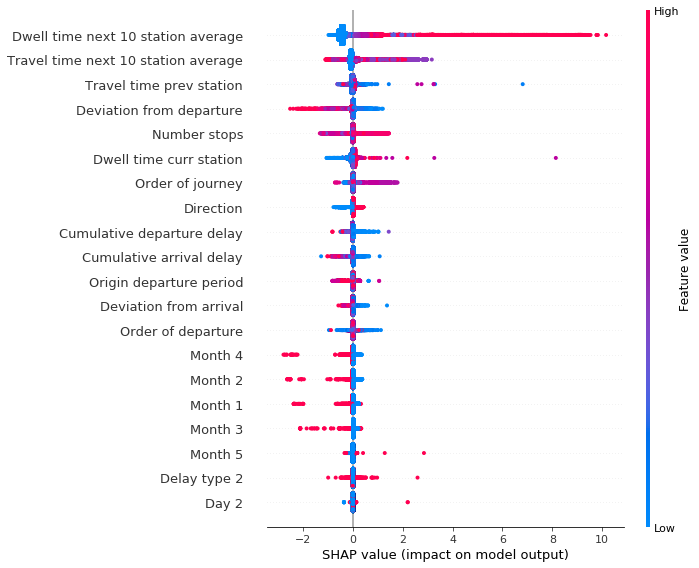 High
Dwell time next 10 station average
Travel time next 10 station average
Travel time prev station
Deviation from departure
Number stops
Dwell time curr station
Order of journey
Direction
Cumulative departure delay
Cumulative arrival delay
Origin departure period
Deviation from arrival
Order of departure
Month 4
Month 2
Month 1
Month 3
Month 5
Delay type 2
Day 2
Feature value
Low
−2 0 2 4 6 8 10
SHAP value (impact on model output)